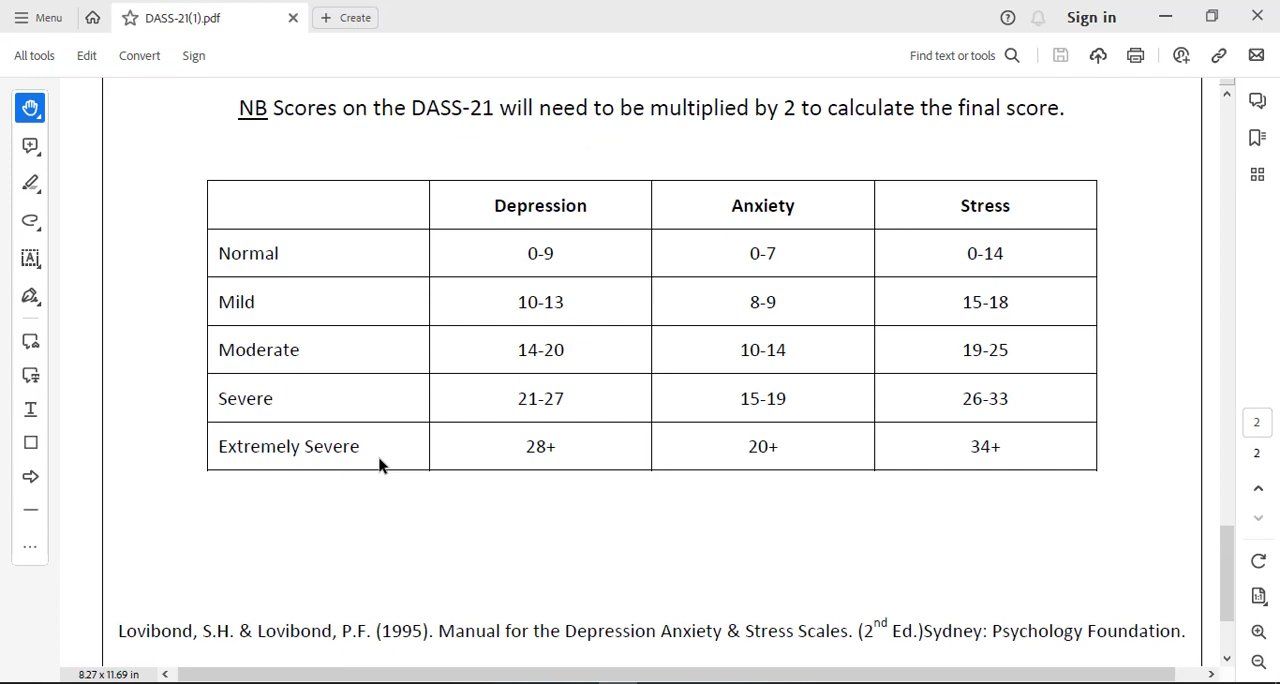 Menu DASS-21(1).pdf Create Sign in
All tools Edit Convert Sign Find text or tools
NB Scores on the DASS-21 will need to be multiplied by 2 to calculate the final score.
Depression Anxiety Stress
Normal 0-9 0-7 0-14
Mild 10-13 8-9 15-18
Moderate 14-20 10-14 19-25
Severe 21-27 15-19 26-33
Extremely Severe 28+ 20+ 34+
2
2
Lovibond, S.H. & Lovibond, P.F. (1995). Manual for the Depression Anxiety & Stress Scales. (2nd Ed.)Sydney: Psychology Foundation.
8.27 x 11.69 in